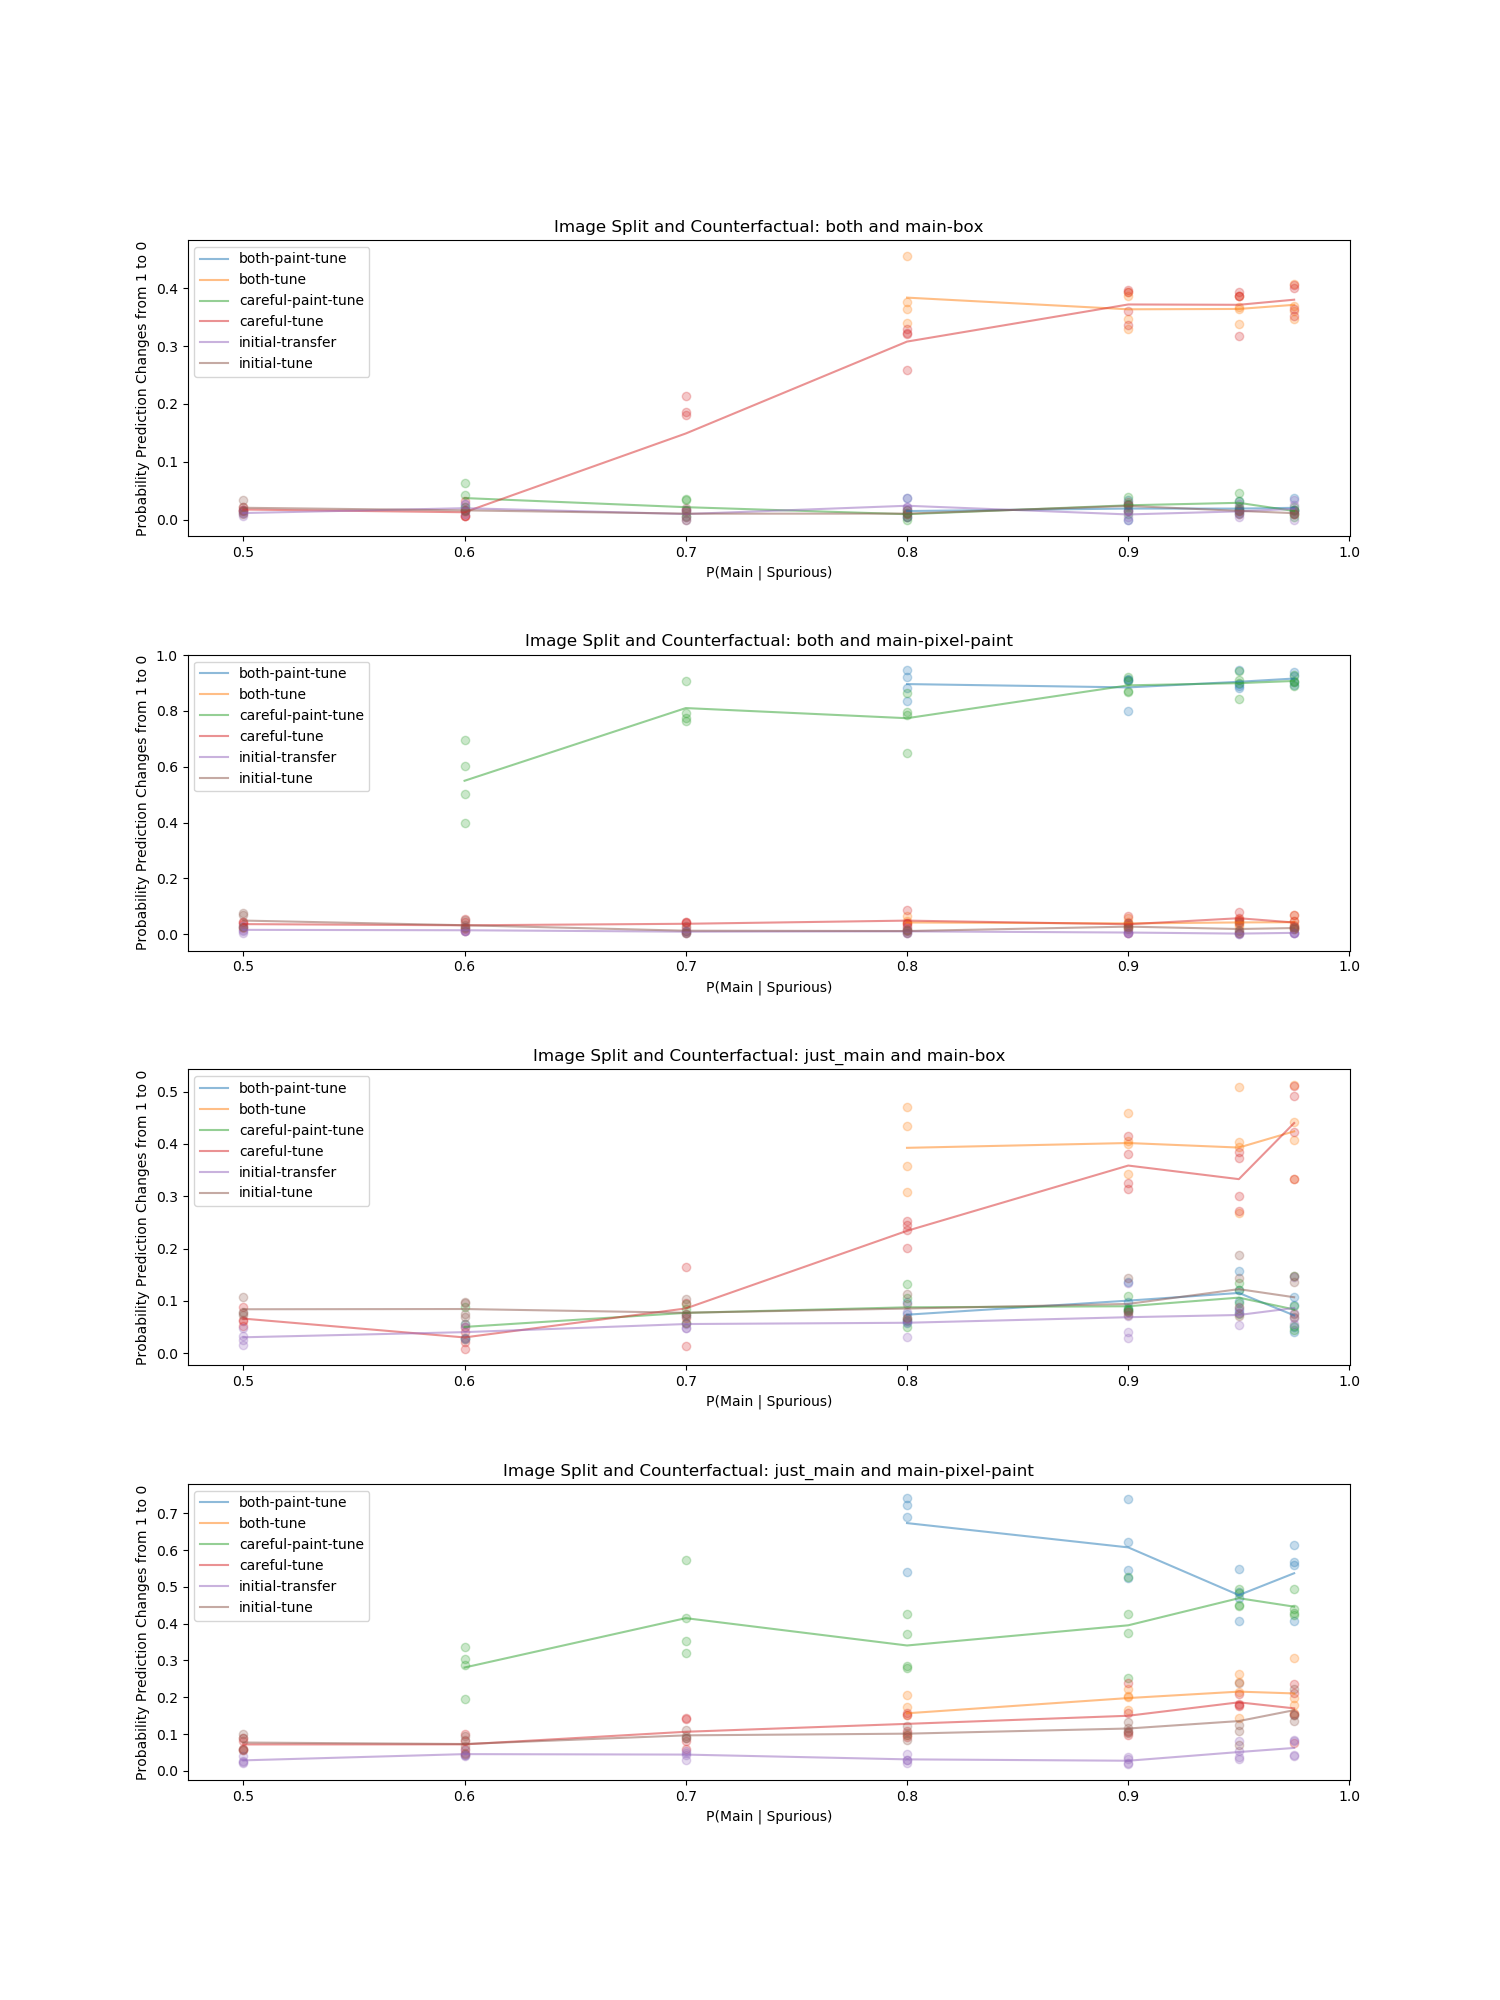 Image Split and Counterfactual: both and main-box
Probability Prediction Changes from 1 to 0
both-paint-tune
both-tune
careful-paint-tune
careful-tune
initial-transfer
initial-tune
0.4
0.3
0.2
0.1
0.0
0.5 0.6 0.7 0.8 0.9 1.0
P(Main | Spurious)
Image Split and Counterfactual: both and main-pixel-paint
Probability Prediction Changes from 1 to 0
both-paint-tune
both-tune
careful-paint-tune
careful-tune
initial-transfer
initial-tune
1.0
0.8
0.6
0.4
0.2
0.0
0.5 0.6 0.7 0.8 0.9 1.0
P(Main | Spurious)
Image Split and Counterfactual: just_main and main-box
Probability Prediction Changes from 1 to 0
both-paint-tune
both-tune
careful-paint-tune
careful-tune
initial-transfer
initial-tune
0.5
0.4
0.3
0.2
0.1
0.0
0.5 0.6 0.7 0.8 0.9 1.0
P(Main | Spurious)
Image Split and Counterfactual: just_main and main-pixel-paint
Probability Prediction Changes from 1 to 0
both-paint-tune
both-tune
careful-paint-tune
careful-tune
initial-transfer
initial-tune
0.7
0.6
0.5
0.4
0.3
0.2
0.1
0.0
0.5 0.6 0.7 0.8 0.9 1.0
P(Main | Spurious)